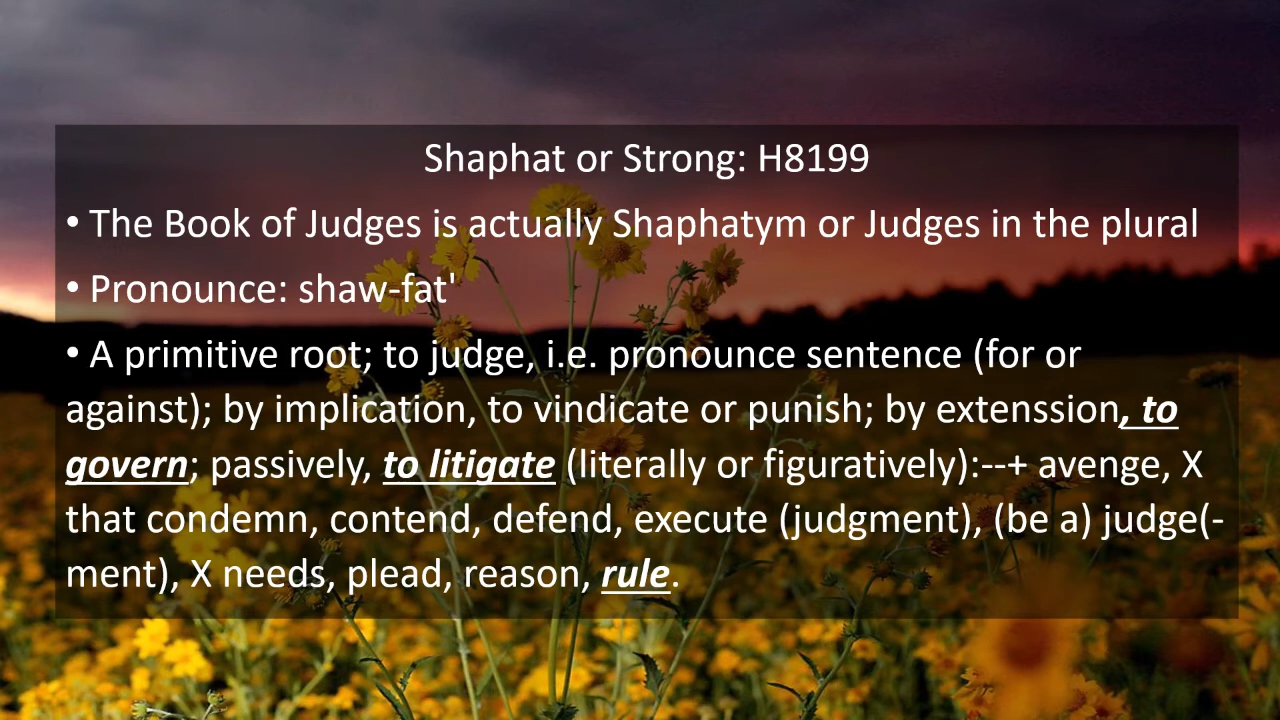 Shaphat or Strong: H8199
• The Book of Judges is actually Shaphatym or Judges in the plural
• Pronounce: shaw-fat'
• A primitive root; to judge, i.e. pronounce sentence (for or
against); by implication, to vindicate or punish; by extenssion, to
govern; passively, to litigate (literally or figuratively):--+ avenge, X
that condemn, contend, defend, execute (judgment), (be a) judge(-
ment), X needs, plead, reason, rule.